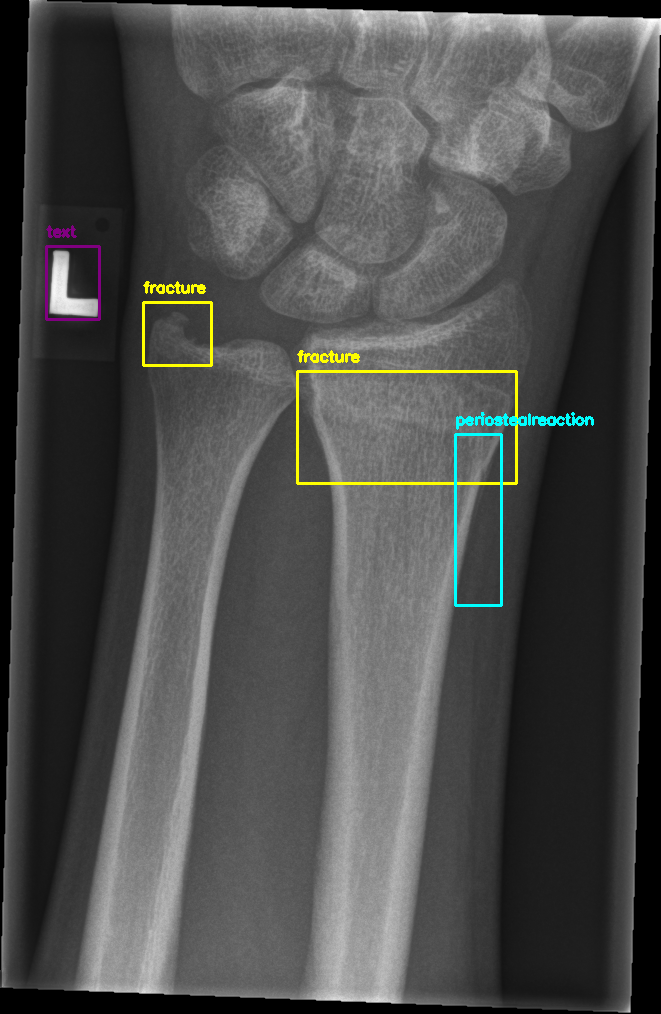 text
L
fracture
fracture
periostealreaction